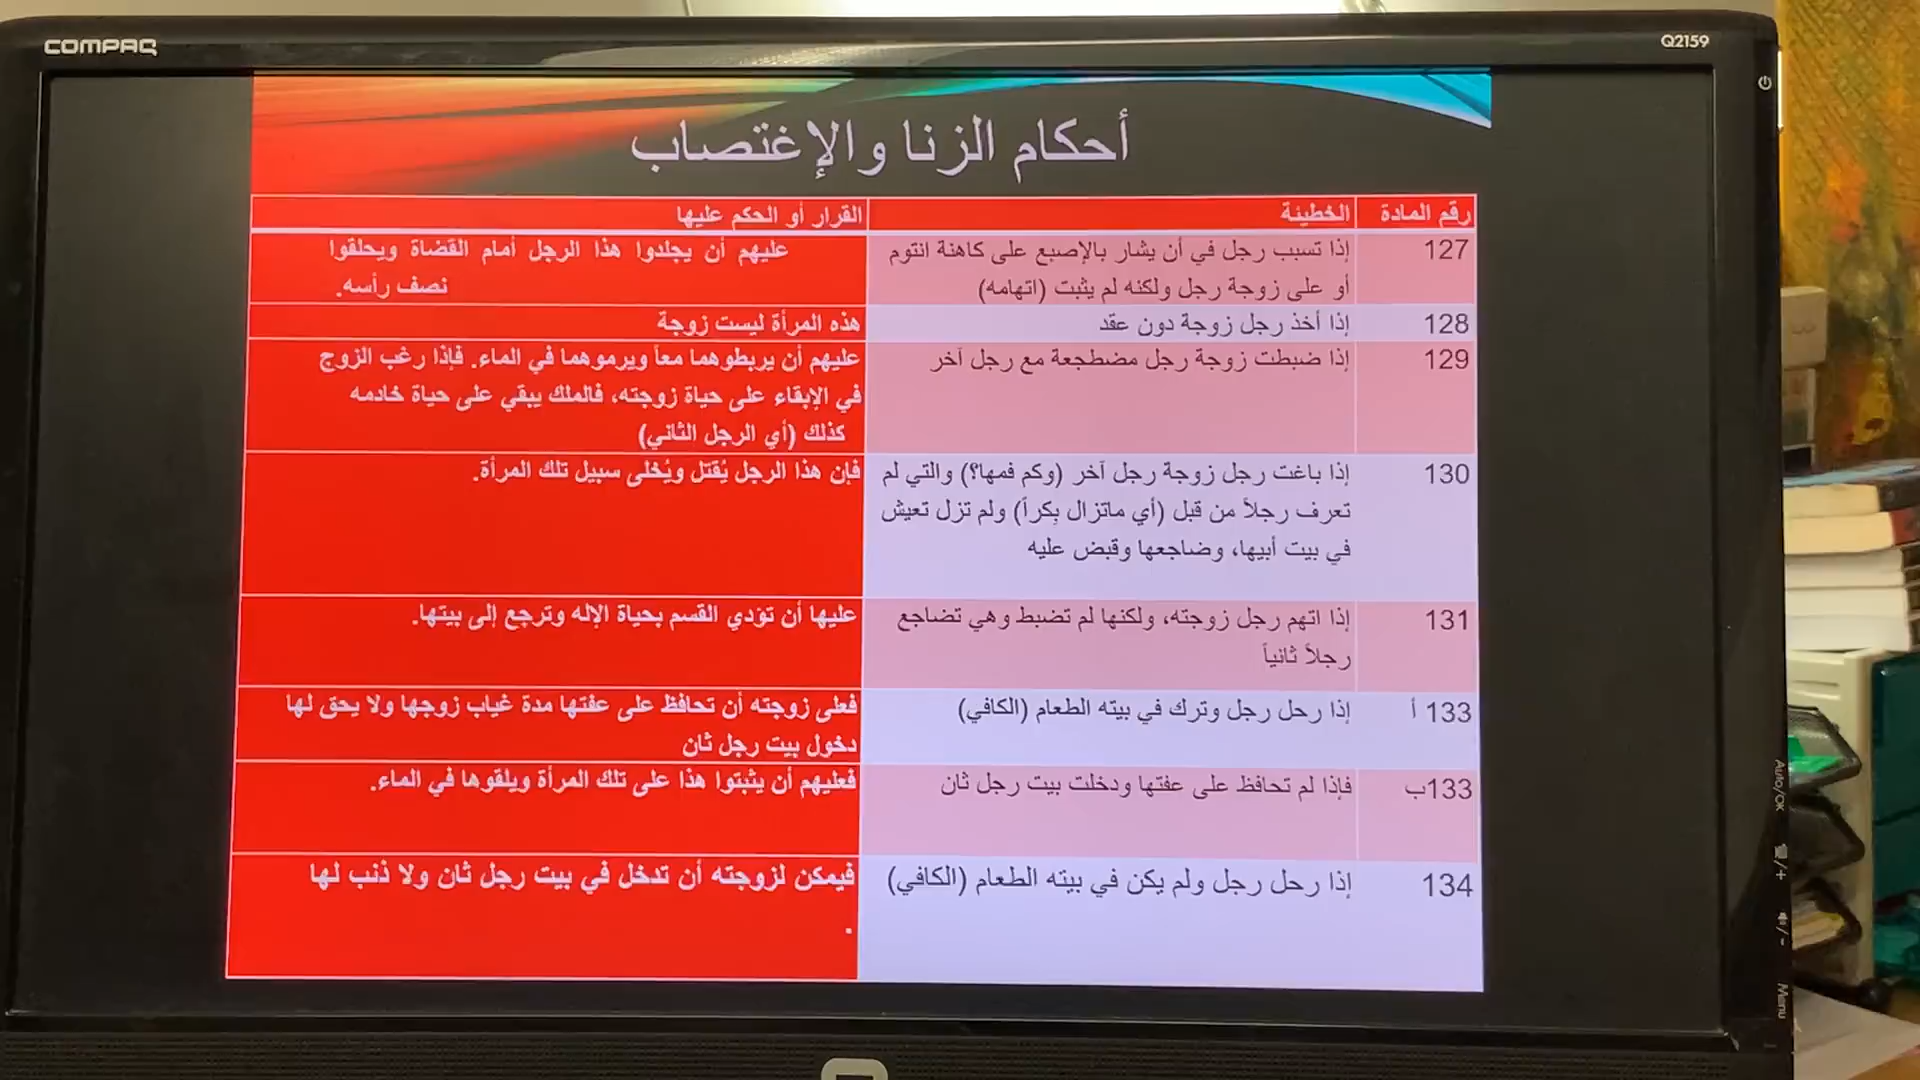 COMPAQ
Q2159
أحكام الزنا والإغتصاب
رقم المادة
الخطيئة
القرار أو الحكم عليها
127
إذا تسبب رجل في أن يشار بالإصبع على كاهنة انتوم
أو على زوجة رجل ولكنه لم يثبت (اتهامه)
عليهم أن يجلدوا هذا الرجل أمام القضاة ويحلقوا
نصف رأسه.
128
إذا أخذ رجل زوجة دون عقد
هذه المرأة ليست زوجة
129
إذا ضبطت زوجة رجل مضطجعة مع رجل آخر
عليهم أن يربطوهما معاً ويرموهما في الماء. فإذا رغب الزوج
في الإبقاء على حياة زوجته، فالملك يبقي على حياة خادمه
كذلك (أي الرجل الثاني)
130
إذا باغت رجل زوجة رجل آخر (وكم فمها؟) والتي لم
تعرف رجلاً من قبل (أي ماتزال بِكراً) ولم تزل تعيش
في بيت أبيها، وضاجعها وقبض عليه
فإن هذا الرجل يُقتل ويُخلى سبيل تلك المرأة.
131
إذا اتهم رجل زوجته، ولكنها لم تضبط وهي تضاجع
رجلاً ثانياً
عليها أن تؤدي القسم بحياة الإله وترجع إلى بيتها.
133 أ
إذا رحل رجل وترك في بيته الطعام (الكافي)
فعلى زوجته أن تحافظ على عفتها مدة غياب زوجها ولا يحق لها
دخول بيت رجل ثان
133ب
فإذا لم تحافظ على عفتها ودخلت بيت رجل ثان
فعليهم أن يثبتوا هذا على تلك المرأة ويلقوها في الماء.
134
إذا رحل رجل ولم يكن في بيته الطعام (الكافي)
فيمكن لزوجته أن تدخل في بيت رجل ثان ولا ذنب لها
.
Auto/OK
Menu